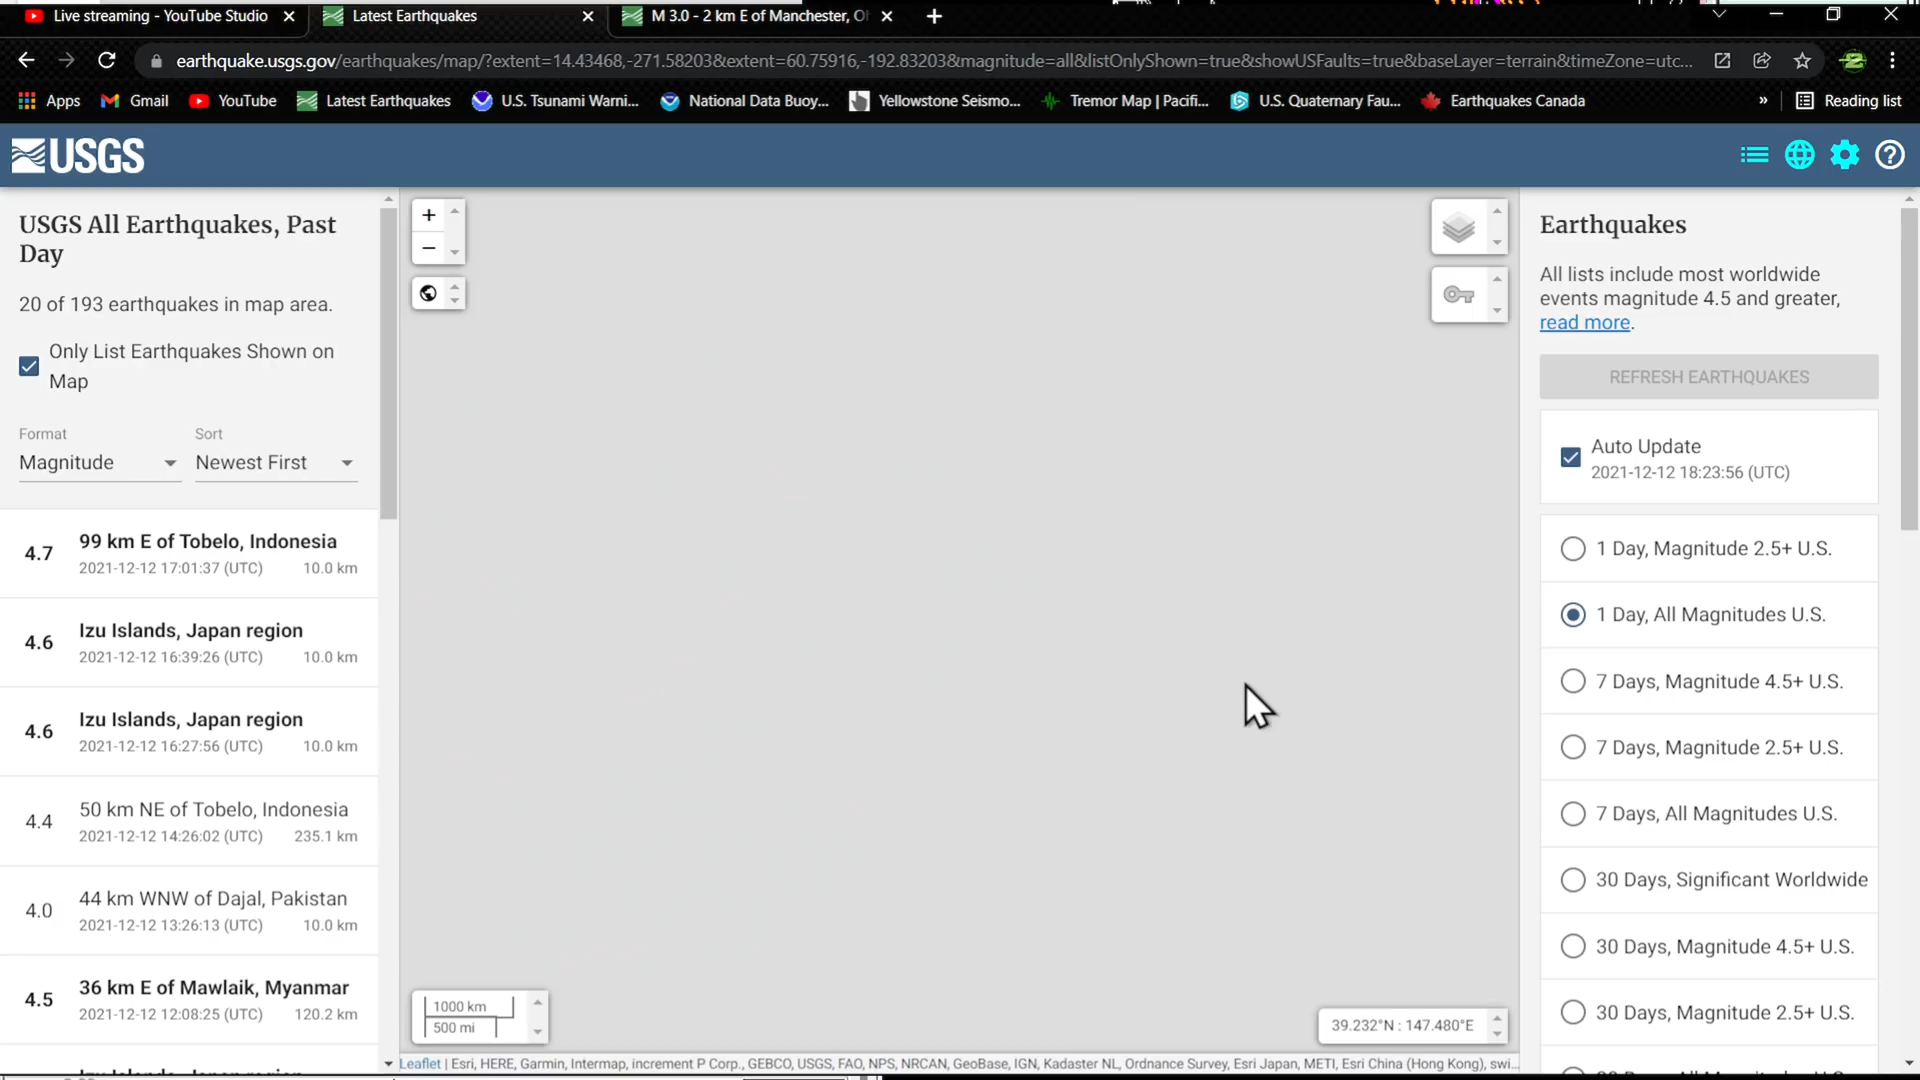 Live streaming - YouTube Studio
Latest Earthquakes
M 3.0 - 2 km E of Manchester, O
earthquake.usgs.gov/earthquakes/map/?extent=14.43468,-271.58203&extent=60.75916,-192.83203&magnitude=all&listOnlyShown=true&showUSFaults=true&baseLayer=terrain&timeZone=utc...
Apps
Gmail
YouTube
Latest Earthquakes
U.S. Tsunami Warni...
National Data Buoy...
Yellowstone Seismo...
Tremor Map | Pacifi...
U.S. Quaternary Fau...
Earthquakes Canada
»
Reading list
USGS
USGS All Earthquakes, Past
Day
20 of 193 earthquakes in map area.
Only List Earthquakes Shown on
Map
Format
Sort
Magnitude
Newest First
4.7
99 km E of Tobelo, Indonesia
2021-12-12 17:01:37 (UTC) 10.0 km
4.6
Izu Islands, Japan region
2021-12-12 16:39:26 (UTC) 10.0 km
4.6
Izu Islands, Japan region
2021-12-12 16:27:56 (UTC) 10.0 km
4.4
50 km NE of Tobelo, Indonesia
2021-12-12 14:26:02 (UTC) 235.1 km
4.0
44 km WNW of Dajal, Pakistan
2021-12-12 13:26:13 (UTC) 10.0 km
4.5
36 km E of Mawlaik, Myanmar
2021-12-12 12:08:25 (UTC) 120.2 km
+
−
1000 km
500 mi
39.232°N : 147.480°E
Leaflet | Esri, HERE, Garmin, Intermap, increment P Corp., GEBCO, USGS, FAO, NPS, NRCAN, GeoBase, IGN, Kadaster NL, Ordnance Survey, Esri Japan, METI, Esri China (Hong Kong), swi...
Earthquakes
All lists include most worldwide
events magnitude 4.5 and greater,
read more.
REFRESH EARTHQUAKES
Auto Update
2021-12-12 18:23:56 (UTC)
1 Day, Magnitude 2.5+ U.S.
1 Day, All Magnitudes U.S.
7 Days, Magnitude 4.5+ U.S.
7 Days, Magnitude 2.5+ U.S.
7 Days, All Magnitudes U.S.
30 Days, Significant Worldwide
30 Days, Magnitude 4.5+ U.S.
30 Days, Magnitude 2.5+ U.S.